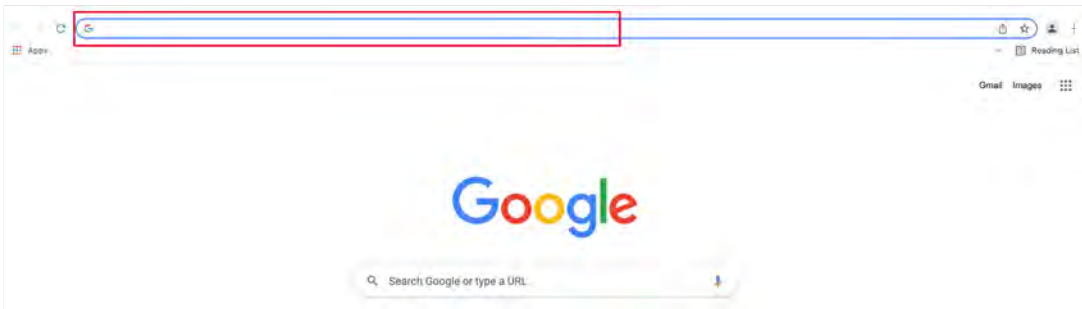 G
Apps
Reading List
Gmail Images
Google
Search Google or type a URL